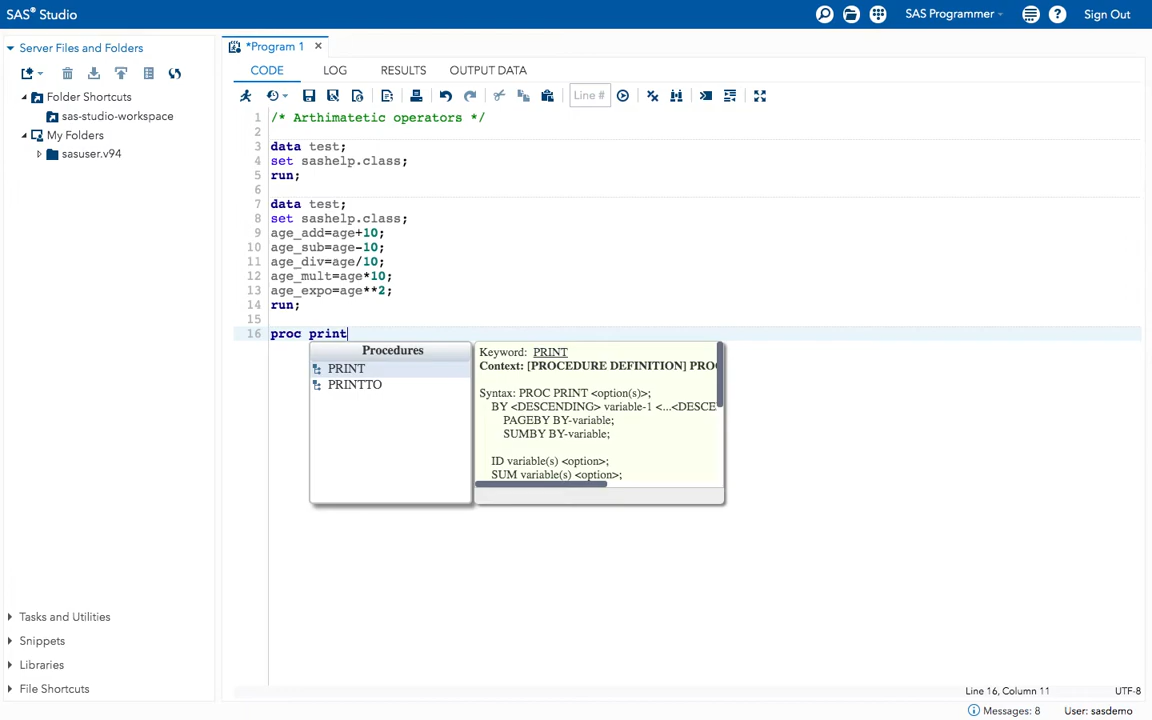 SAS® Studio
SAS Programmer
Sign Out
Server Files and Folders
Folder Shortcuts
sas-studio-workspace
My Folders
sasuser.v94
Tasks and Utilities
Snippets
Libraries
File Shortcuts
*Program 1
CODE LOG RESULTS OUTPUT DATA
Line #
1 /* Arthimatetic operators */
2
3 data test;
4 set sashelp.class;
5 run;
6
7 data test;
8 set sashelp.class;
9 age_add=age+10;
10 age_sub=age-10;
11 age_div=age/10;
12 age_mult=age*10;
13 age_expo=age**2;
14 run;
15
16 proc print
Procedures
PRINT
PRINTTO
Keyword: PRINT
Context: [PROCEDURE DEFINITION] PROC
Syntax: PROC PRINT <option(s)>;
BY <DESCENDING> variable-1 <...<DESCE
PAGEBY BY-variable;
SUMBY BY-variable;
ID variable(s) <option>;
SUM variable(s) <option>;
Line 16, Column 11 UTF-8
Messages: 8 User: sasdemo